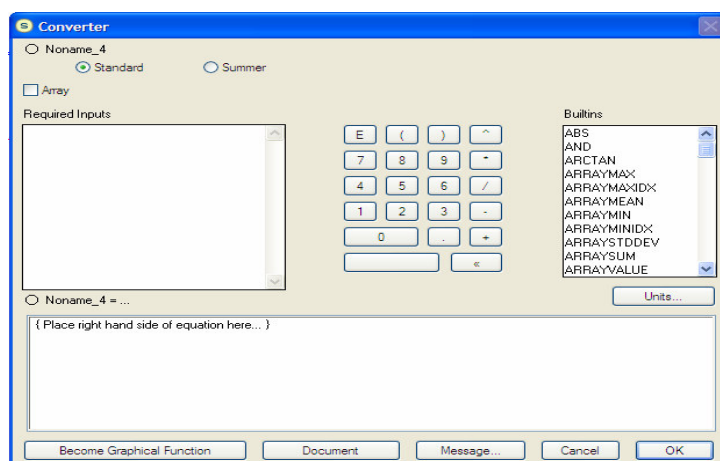 S Converter
Noname_4
Standard Summer
Array
Required Inputs
Builtins
E ( ) ^
7 8 9 *
4 5 6 /
1 2 3 -
0 . +
«
ABS
AND
ARCTAN
ARRAYMAX
ARRAYMAXIDX
ARRAYMEAN
ARRAYMIN
ARRAYMINIDX
ARRAYSTDDEV
ARRAYSUM
ARRAYVALUE
Units...
Noname_4 = ...
{ Place right hand side of equation here... }
Become Graphical Function Document Message... Cancel OK